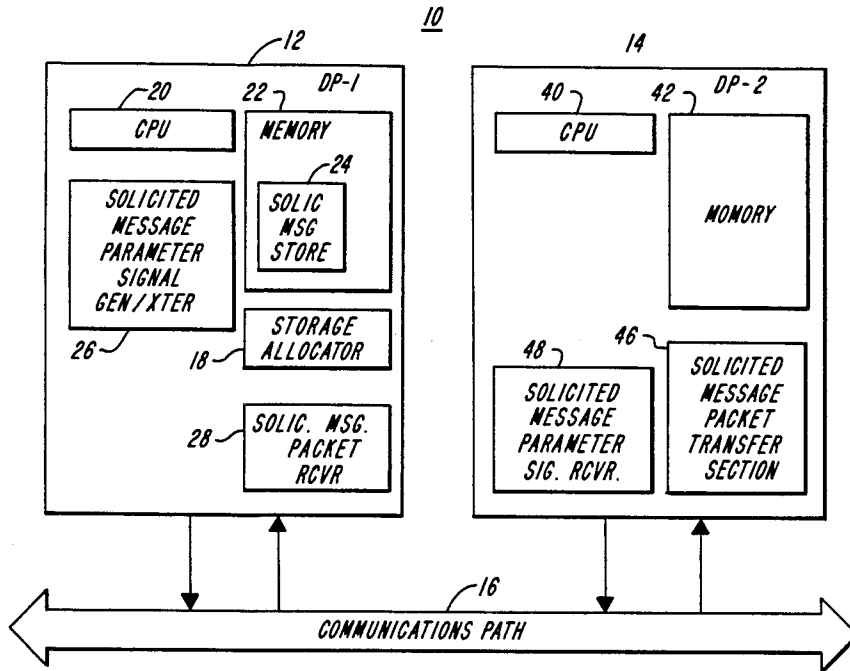 10
12
DP-1
20
CPU
22
MEMORY
24
SOLIC
MSG
STORE
SOLICITED
MESSAGE
PARAMETER
SIGNAL
GEN/XTER
26
18
STORAGE
ALLOCATOR
28
SOLIC. MSG.
PACKET
RCVR
14
DP-2
40
CPU
42
MOMORY
48
SOLICITED
MESSAGE
PARAMETER
SIG. RCVR.
46
SOLICITED
MESSAGE
PACKET
TRANSFER
SECTION
16
COMMUNICATIONS PATH